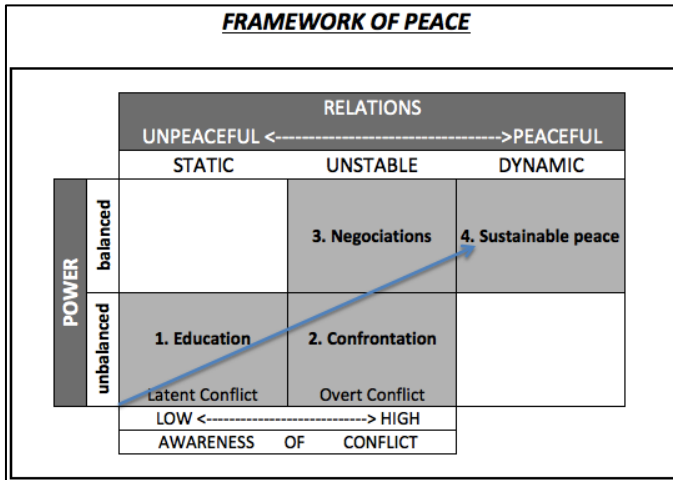 FRAMEWORK OF PEACE
RELATIONS
UNPEACEFUL <---------------------------------->PEACEFUL
STATIC UNSTABLE DYNAMIC
POWER
balanced
3. Negociations 4. Sustainable peace
unbalanced
1. Education 2. Confrontation
Latent Conflict Overt Conflict
LOW <---------------------------> HIGH
AWARENESS OF CONFLICT